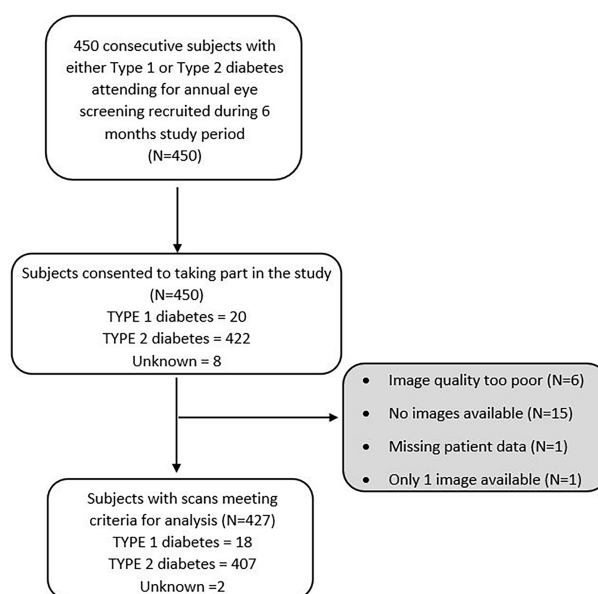 450 consecutive subjects with
either Type 1 or Type 2 diabetes
attending for annual eye
screening recruited during 6
months study period
(N=450)
Subjects consented to taking part in the study
(N=450)
TYPE 1 diabetes = 20
TYPE 2 diabetes = 422
Unknown = 8
• Image quality too poor (N=6)
• No images available (N=15)
• Missing patient data (N=1)
• Only 1 image available (N=1)
Subjects with scans meeting
criteria for analysis (N=427)
TYPE 1 diabetes = 18
TYPE 2 diabetes = 407
Unknown =2